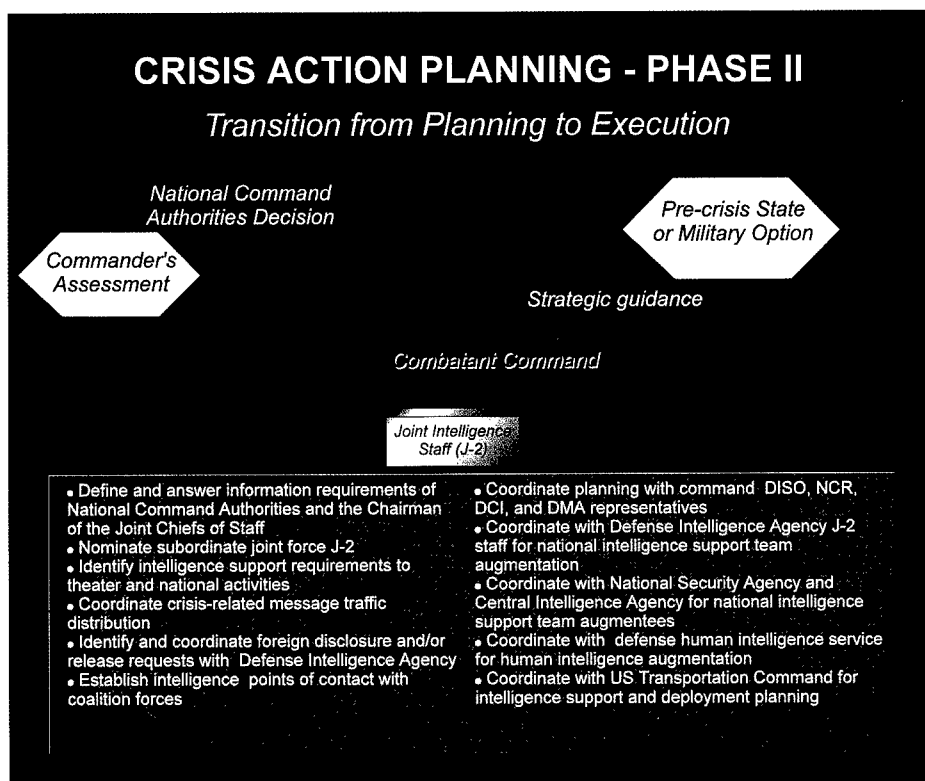 CRISIS ACTION PLANNING - PHASE II
Transition from Planning to Execution
National Command
Authorities Decision
Pre-crisis State
or Military Option
Commander's
Assessment
Strategic guidance
Combatant Command
Joint Intelligence
Staff (J-2)
• Define and answer information requirements of
National Command Authorities and the Chairman
of the Joint Chiefs of Staff
• Nominate subordinate joint force J-2
• Identify intelligence support requirements to
theater and national activities
• Coordinate crisis-related message traffic
distribution
• Identify and coordinate foreign disclosure and/or
release requests with Defense Intelligence Agency
• Establish intelligence points of contact with
coalition forces
• Coordinate planning with command DISO, NCR,
DCI, and DMA representatives
• Coordinate with Defense Intelligence Agency J-2
staff for national intelligence support team
augmentation
• Coordinate with National Security Agency and
Central Intelligence Agency for national intelligence
support team augmentees
• Coordinate with defense human intelligence service
for human intelligence augmentation
• Coordinate with US Transportation Command for
intelligence support and deployment planning